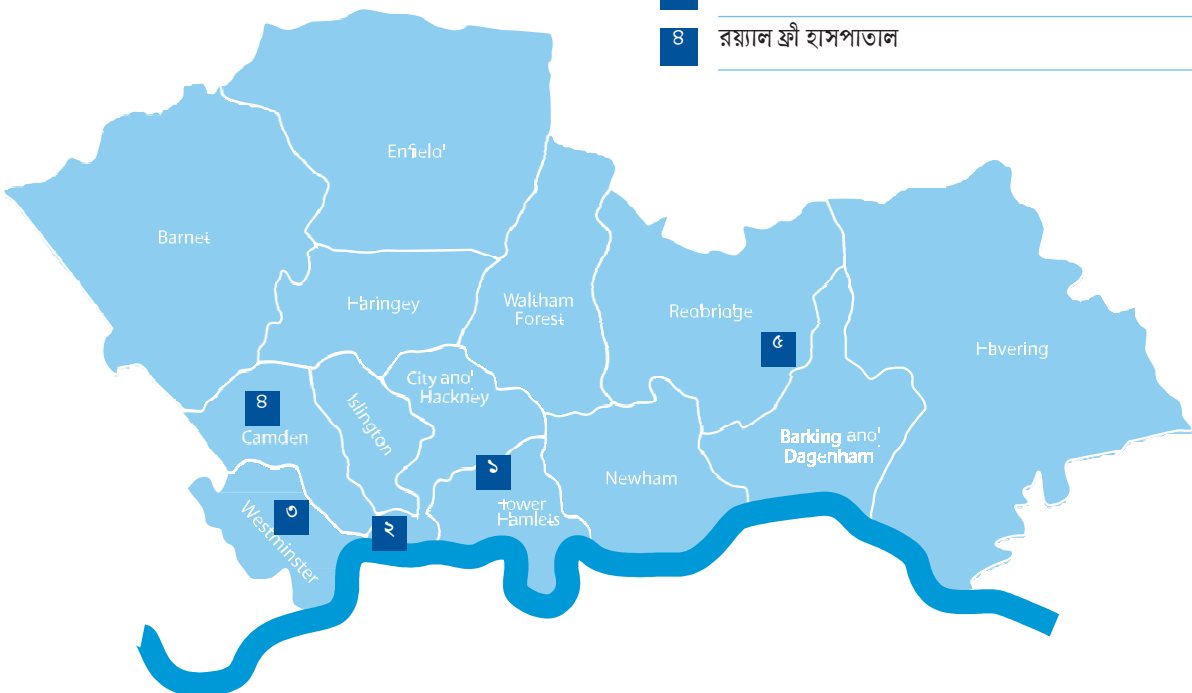 ৪ রয়্যাল ফ্রী হাসপাতাল
Enfield
Barnet
Haringey
Waltham
Forest
Redbridge
৫
Havering
City and
Hackney
Islington
৪
Camden
Barking and
Dagenham
১
Newham
Tower
Hamlets
৩
Westminster
২